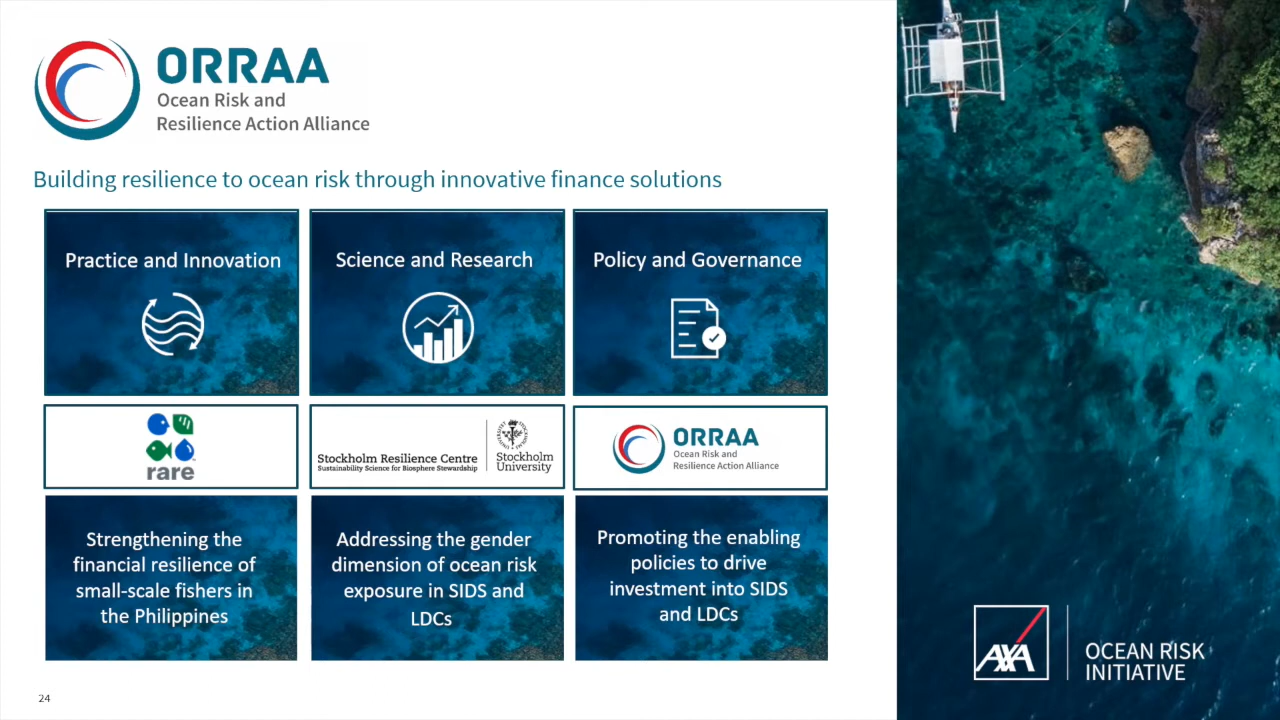 ORRAA
Ocean Risk and
Resilience Action Alliance
Building resilience to ocean risk through innovative finance solutions
Practice and Innovation
Science and Research
Policy and Governance
rare
Stockholm Resilience Centre
Sustainability Science for Biosphere Stewardship
Stockholm
University
ORRAA
Ocean Risk and
Resilience Action Alliance
Strengthening the
financial resilience of
small-scale fishers in
the Philippines
Addressing the gender
dimension of ocean risk
exposure in SIDS and
LDCs
Promoting the enabling
policies to drive
investment into SIDS
and LDCs
AXA
OCEAN RISK
INITIATIVE
24